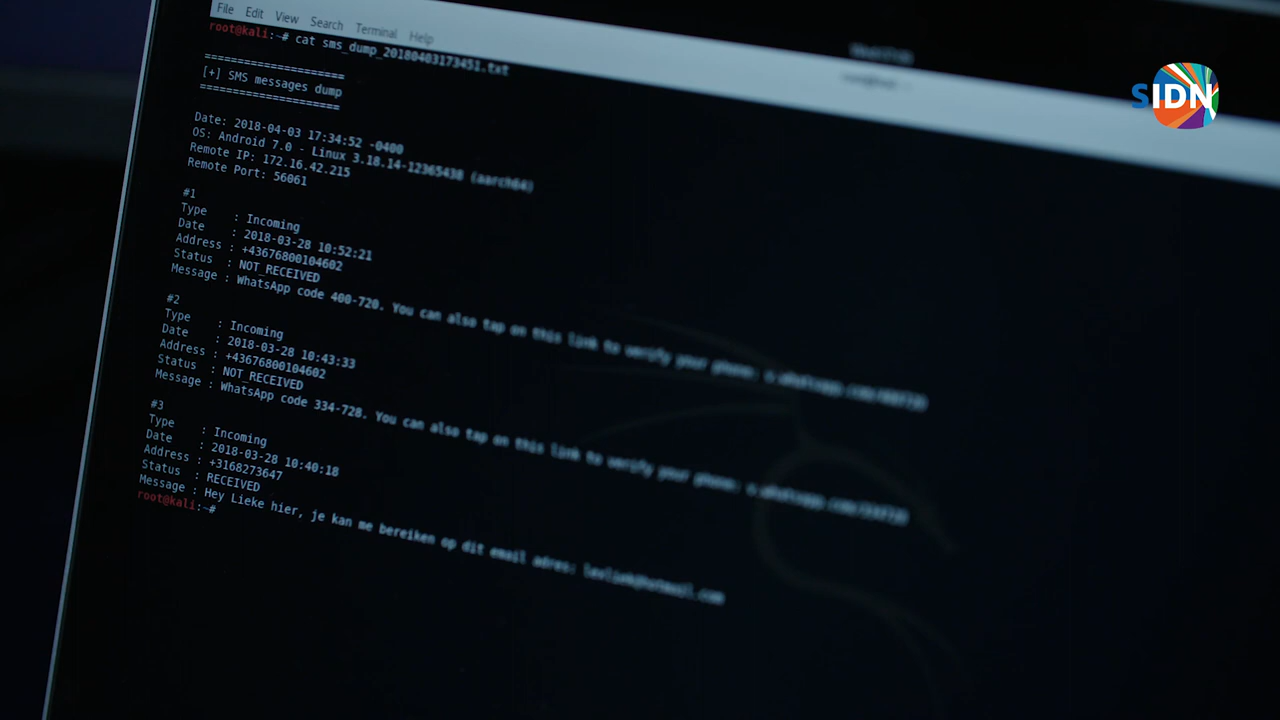 File Edit View Search Terminal Help
SIDN
root@kali:~# cat sms_dump_20180403173451.txt
=====================
[+] SMS messages dump
=====================
Date: 2018-04-03 17:34:52 -0400
OS: Android 7.0 - Linux 3.18.14-12365438 (aarch64)
Remote IP: 172.16.42.215
Remote Port: 56061
#1
Type : Incoming
Date : 2018-03-28 10:52:21
Address : +43676800104602
Status : NOT_RECEIVED
Message : WhatsApp code 400-720. You can also tap on this link to verify your phone:
#2
Type : Incoming
Date : 2018-03-28 10:43:33
Address : +43676800104602
Status : NOT_RECEIVED
Message : WhatsApp code 334-728. You can also tap on this link to verify your phone:
#3
Type : Incoming
Date : 2018-03-28 10:40:18
Address : +3168273647
Status : RECEIVED
Message : Hey Lieke hier, je kan me bereiken op dit email adres:
root@kali:~#